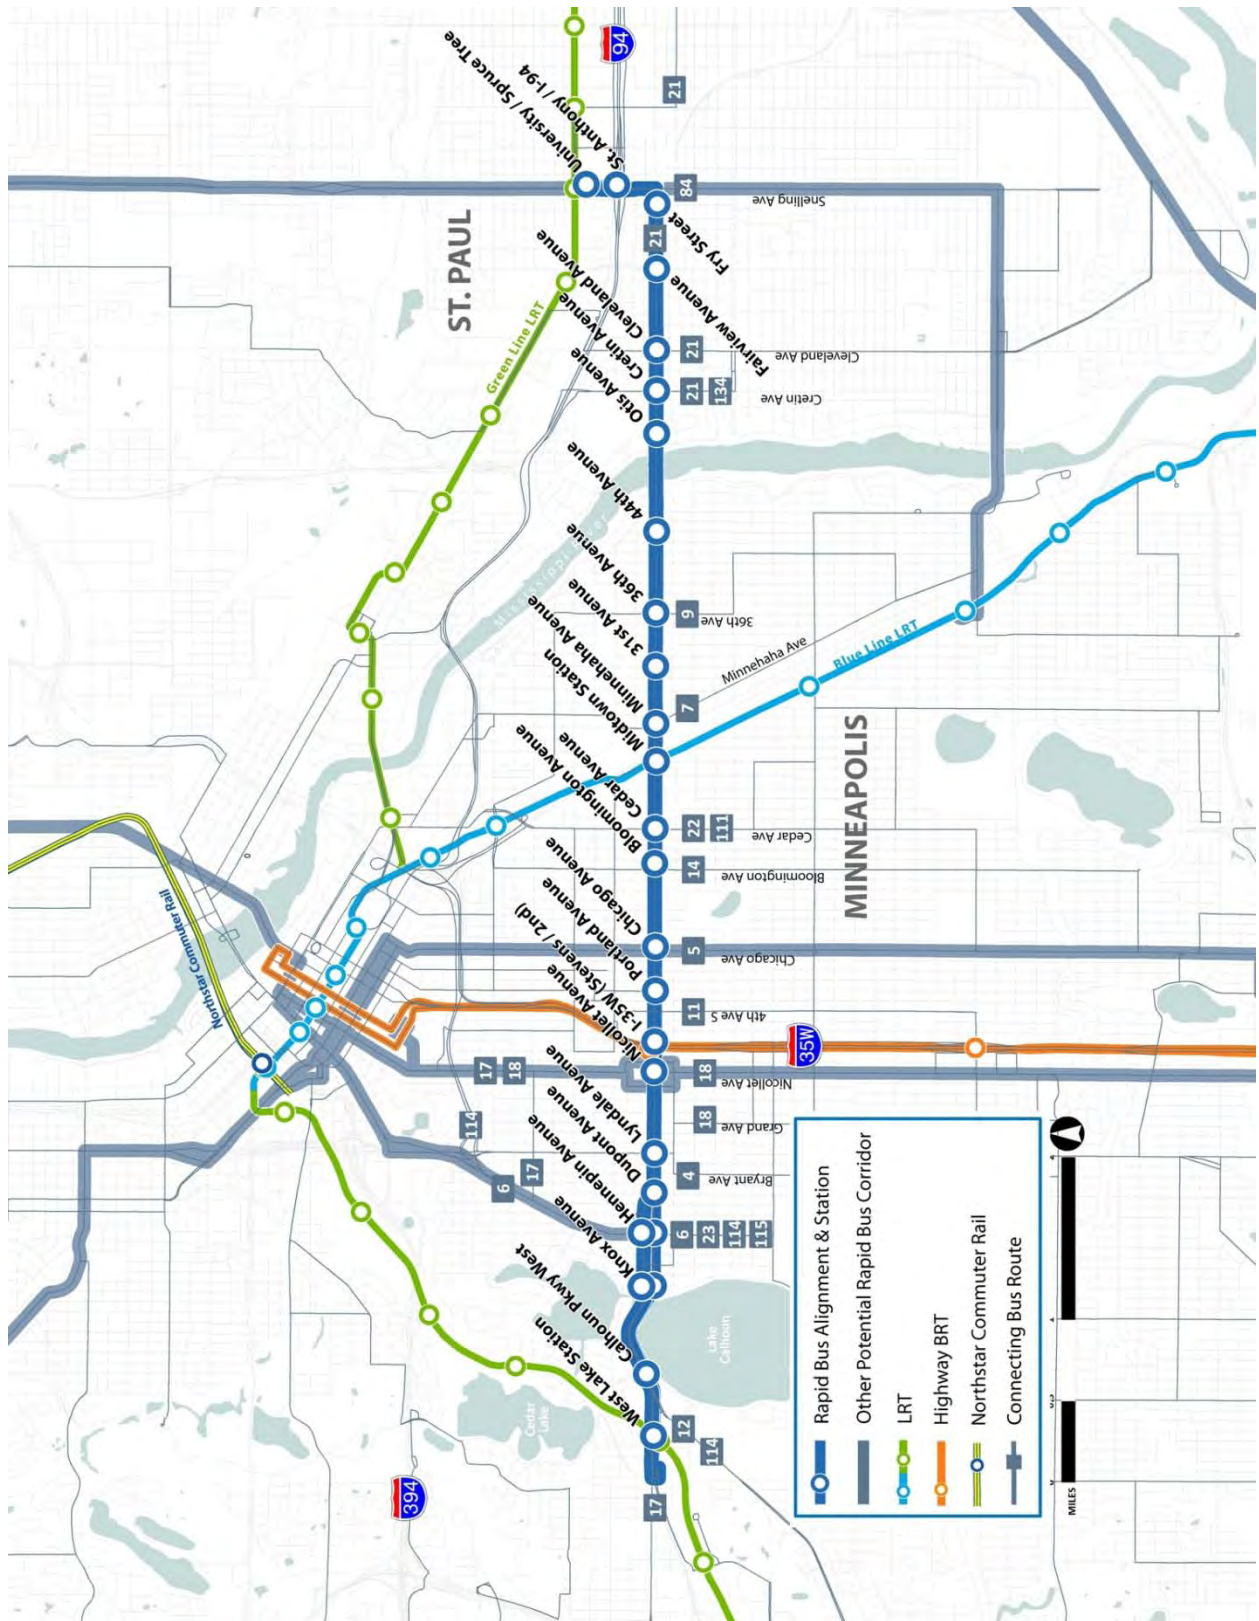 94
University / Spruce Tree
St. Anthony / I-94
21
84
Snelling Ave
ST. PAUL
Green Line LRT
21
Fry Street
Fairview Avenue
Cleveland Avenue
21
Cleveland Ave
Cretin Avenue
21
134
Cretin Ave
Otis Avenue
Mississippi River
44th Avenue
36th Avenue
9
36th Ave
31st Avenue
Minnehaha Avenue
7
Minnehaha Ave
Midtown Station
Blue Line LRT
MINNEAPOLIS
Cedar Avenue
22
111
Cedar Ave
Bloomington Avenue
14
Bloomington Ave
Chicago Avenue
5
Chicago Ave
Portland Avenue
11
4th Ave S
I-35W (Stevens / 2nd)
35W
Nicollet Avenue
17
18
18
Nicollet Ave
18
Grand Ave
Northstar Commuter Rail
Lyndale Avenue
4
Bryant Ave
Dupont Avenue
114
17
6
Hennepin Avenue
6
23
114
115
Knox Avenue
Calhoun Pkwy West
Lake
Calhoun
West Lake Station
Cedar
Lake
12
114
17
394
Rapid Bus Alignment & Station
Other Potential Rapid Bus Corridor
LRT
Highway BRT
Northstar Commuter Rail
Connecting Bus Route
MILES